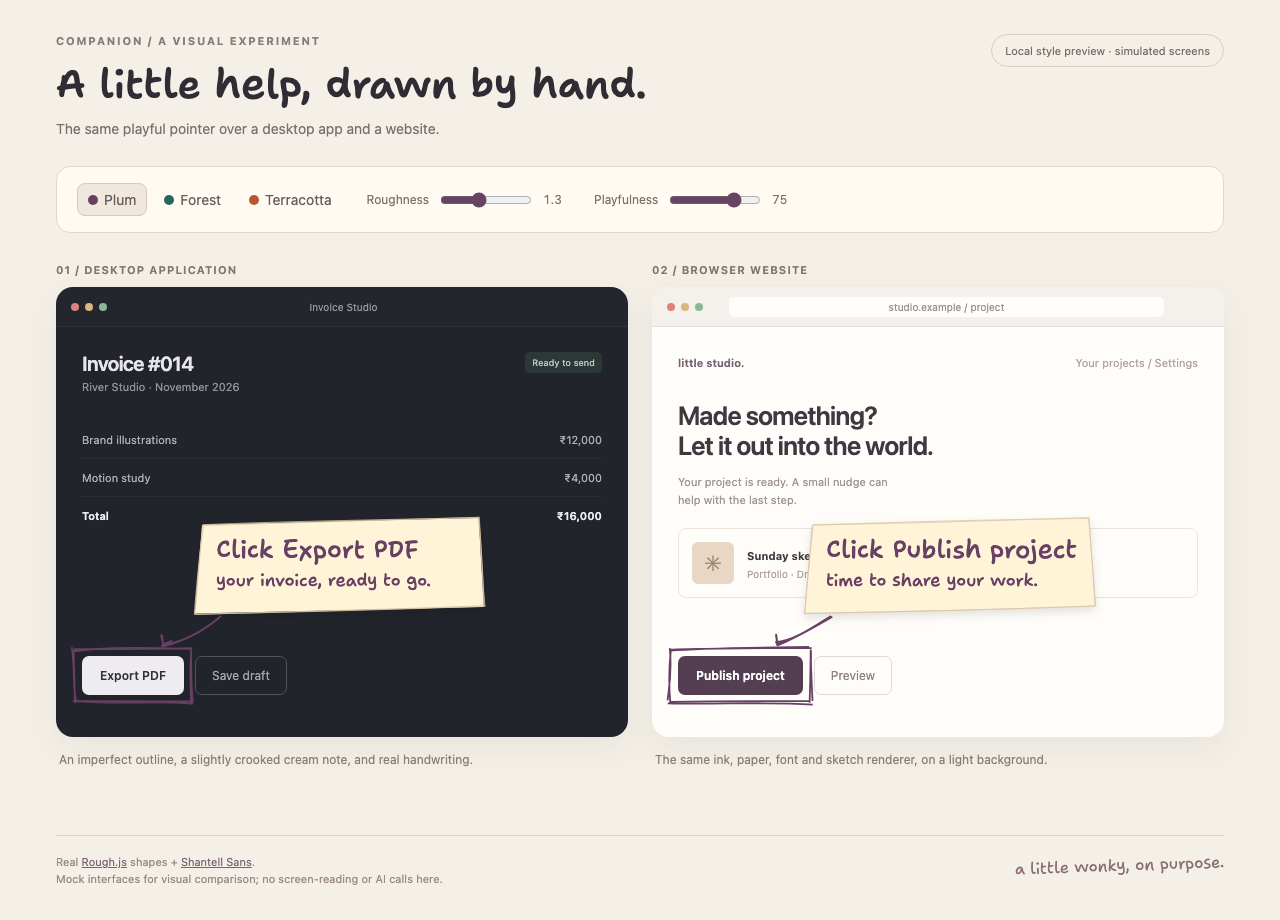 COMPANION / A VISUAL EXPERIMENT
Local style preview · simulated screens
A little help, drawn by hand.
The same playful pointer over a desktop app and a website.
Plum
Forest
Terracotta
Roughness
1.3
Playfulness
75
01 / DESKTOP APPLICATION
Invoice Studio
Invoice #014
Ready to send
River Studio · November 2026
Brand illustrations
₹12,000
Motion study
₹4,000
Total
₹16,000
Click Export PDF
your invoice, ready to go.
Export PDF
Save draft
An imperfect outline, a slightly crooked cream note, and real handwriting.
02 / BROWSER WEBSITE
studio.example / project
little studio.
Your projects / Settings
Made something?
Let it out into the world.
Your project is ready. A small nudge can
help with the last step.
Sunday
Portfolio ·
Click Publish project
time to share your work.
Publish project
Preview
The same ink, paper, font and sketch renderer, on a light background.
Real Rough.js shapes + Shantell Sans.
Mock interfaces for visual comparison; no screen-reading or AI calls here.
a little wonky, on purpose.